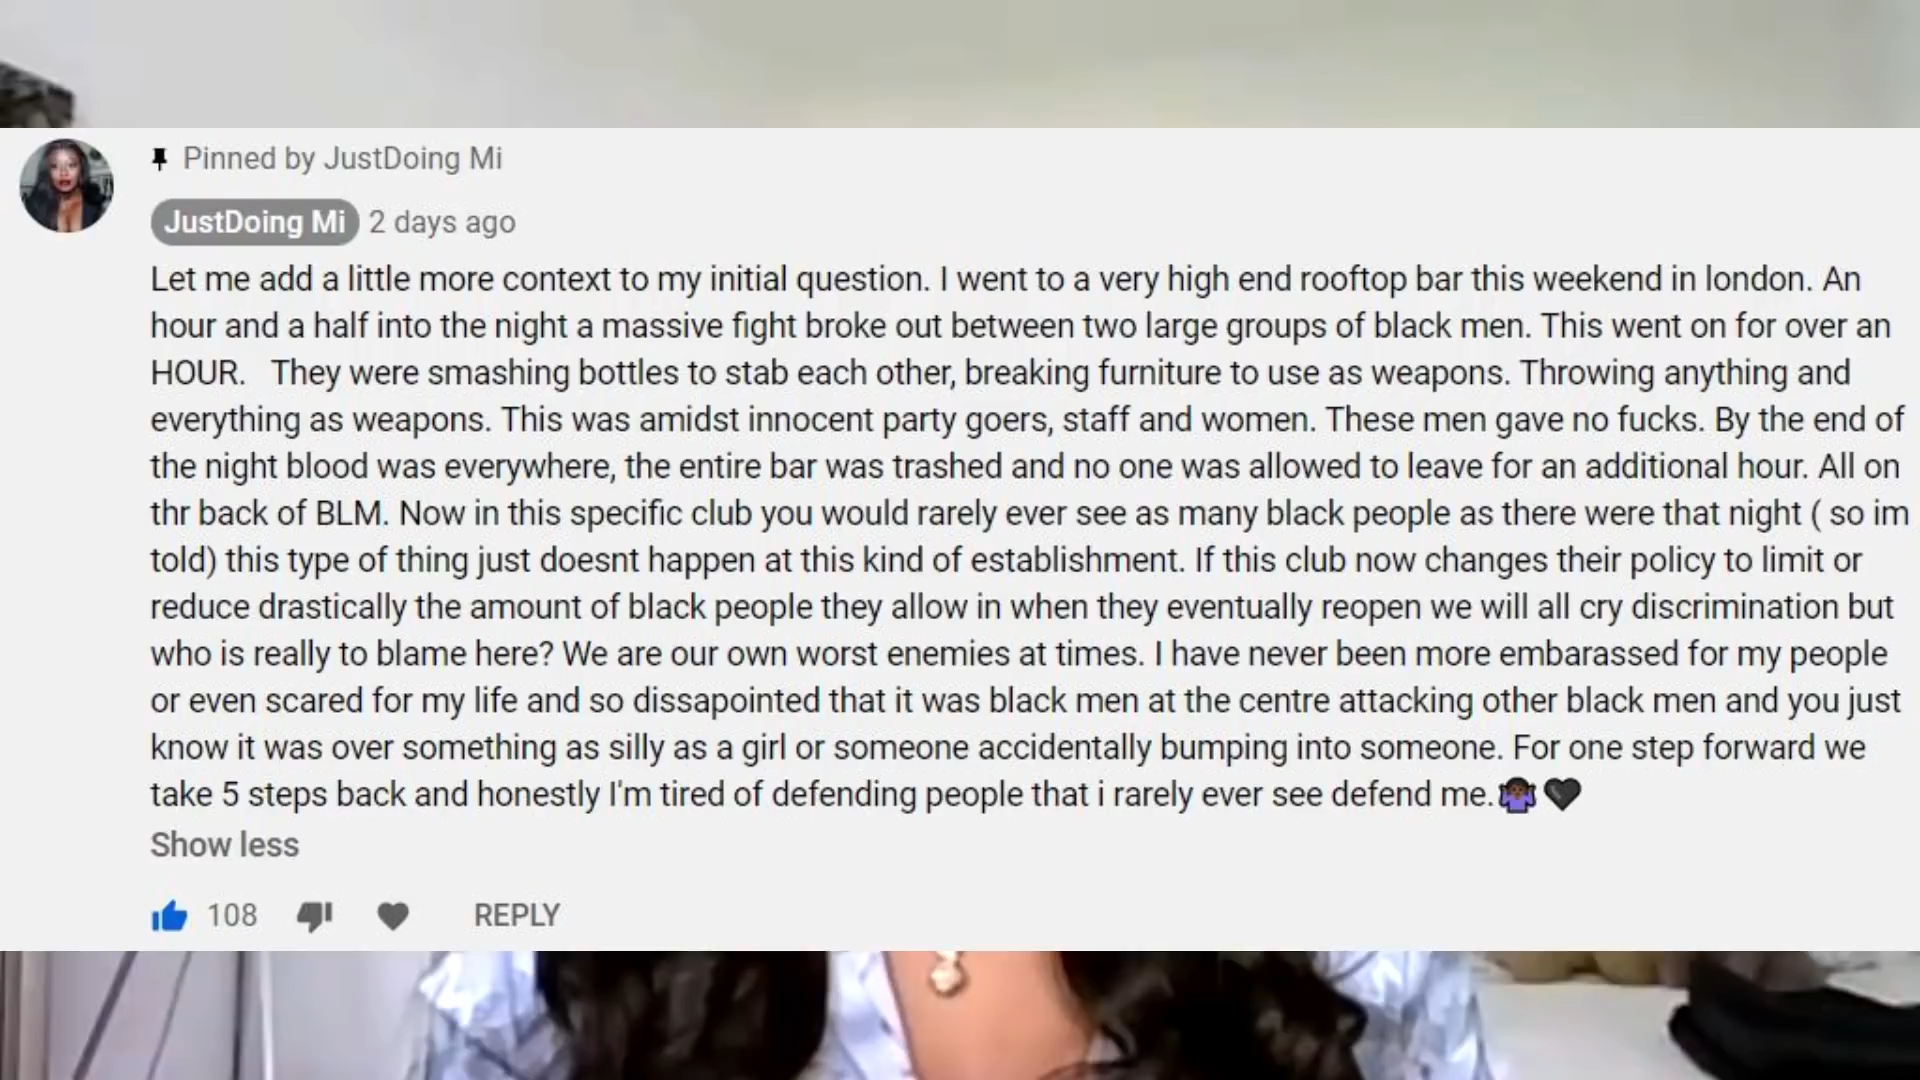 Pinned by JustDoing Mi
JustDoing Mi 2 days ago
Let me add a little more context to my initial question. I went to a very high end rooftop bar this weekend in london. An
hour and a half into the night a massive fight broke out between two large groups of black men. This went on for over an
HOUR.   They were smashing bottles to stab each other, breaking furniture to use as weapons. Throwing anything and
everything as weapons. This was amidst innocent party goers, staff and women. These men gave no fucks. By the end of
the night blood was everywhere, the entire bar was trashed and no one was allowed to leave for an additional hour. All on
thr back of BLM. Now in this specific club you would rarely ever see as many black people as there were that night ( so im
told) this type of thing just doesnt happen at this kind of establishment. If this club now changes their policy to limit or
reduce drastically the amount of black people they allow in when they eventually reopen we will all cry discrimination but
who is really to blame here? We are our own worst enemies at times. I have never been more embarassed for my people
or even scared for my life and so dissapointed that it was black men at the centre attacking other black men and you just
know it was over something as silly as a girl or someone accidentally bumping into someone. For one step forward we
take 5 steps back and honestly I'm tired of defending people that i rarely ever see defend me.🤷🏿‍♀️🖤
Show less
108 REPLY